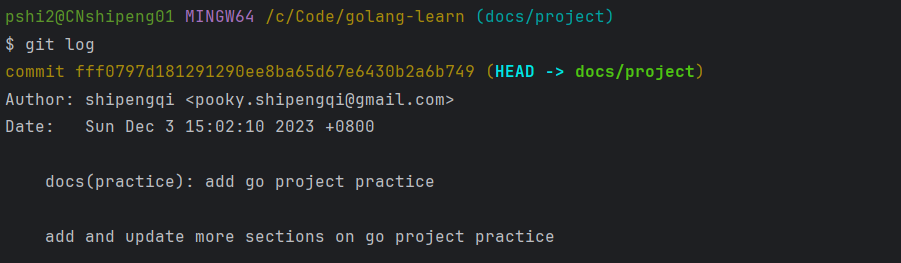 pshi2@CNshipeng01 MINGW64 /c/Code/golang-learn (docs/project)
$ git log
commit fff0797d181291290ee8ba65d67e6430b2a6b749 (HEAD -> docs/project)
Author: shipengqi <pooky.shipengqi@gmail.com>
Date:   Sun Dec 3 15:02:10 2023 +0800

    docs(practice): add go project practice

    add and update more sections on go project practice